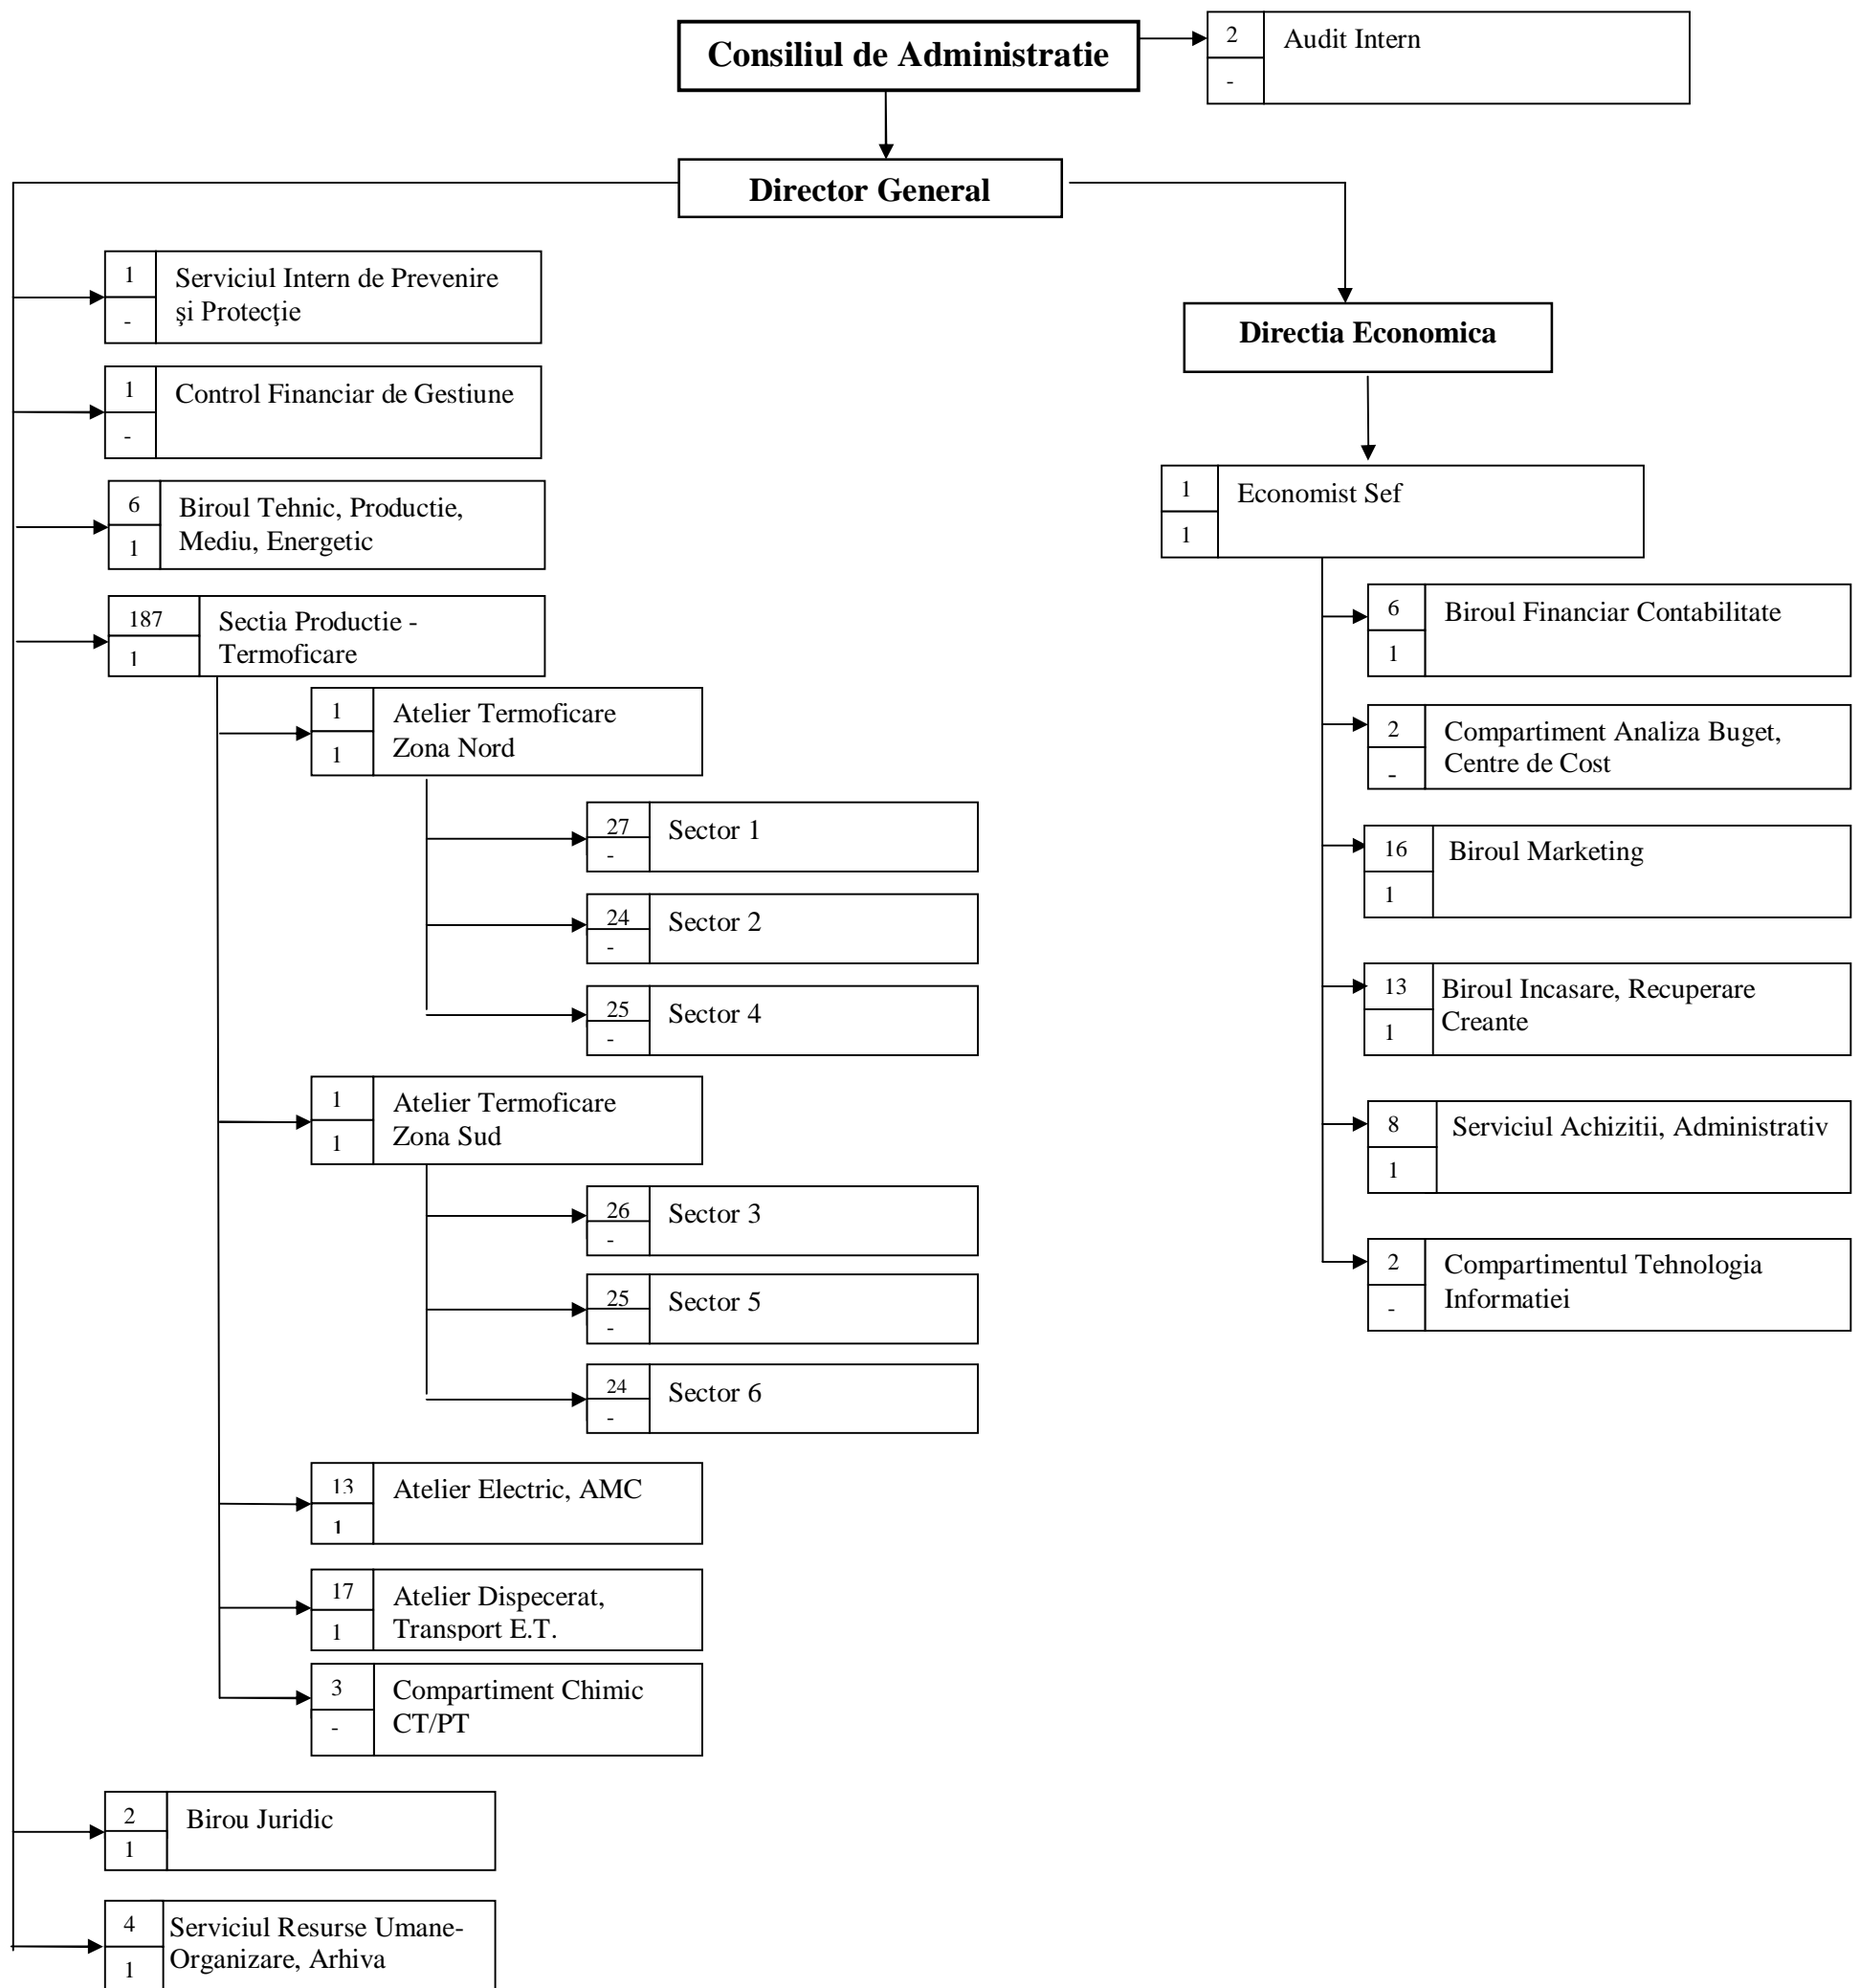 Consiliul de Administratie
2
-
Audit Intern
Director General
1
-
Serviciul Intern de Prevenire
şi Protecţie
1
-
Control Financiar de Gestiune
6
1
Biroul Tehnic, Productie,
Mediu, Energetic
187
1
Sectia Productie -
Termoficare
1
1
Atelier Termoficare
Zona Nord
27
-
Sector 1
24
-
Sector 2
25
-
Sector 4
1
1
Atelier Termoficare
Zona Sud
26
-
Sector 3
25
-
Sector 5
24
-
Sector 6
13
1
Atelier Electric, AMC
17
1
Atelier Dispecerat,
Transport E.T.
3
-
Compartiment Chimic
CT/PT
2
1
Birou Juridic
4
1
Serviciul Resurse Umane-
Organizare, Arhiva
Directia Economica
1
1
Economist Sef
6
1
Biroul Financiar Contabilitate
2
-
Compartiment Analiza Buget,
Centre de Cost
16
1
Biroul Marketing
13
1
Biroul Incasare, Recuperare
Creante
8
1
Serviciul Achizitii, Administrativ
2
-
Compartimentul Tehnologia
Informatiei